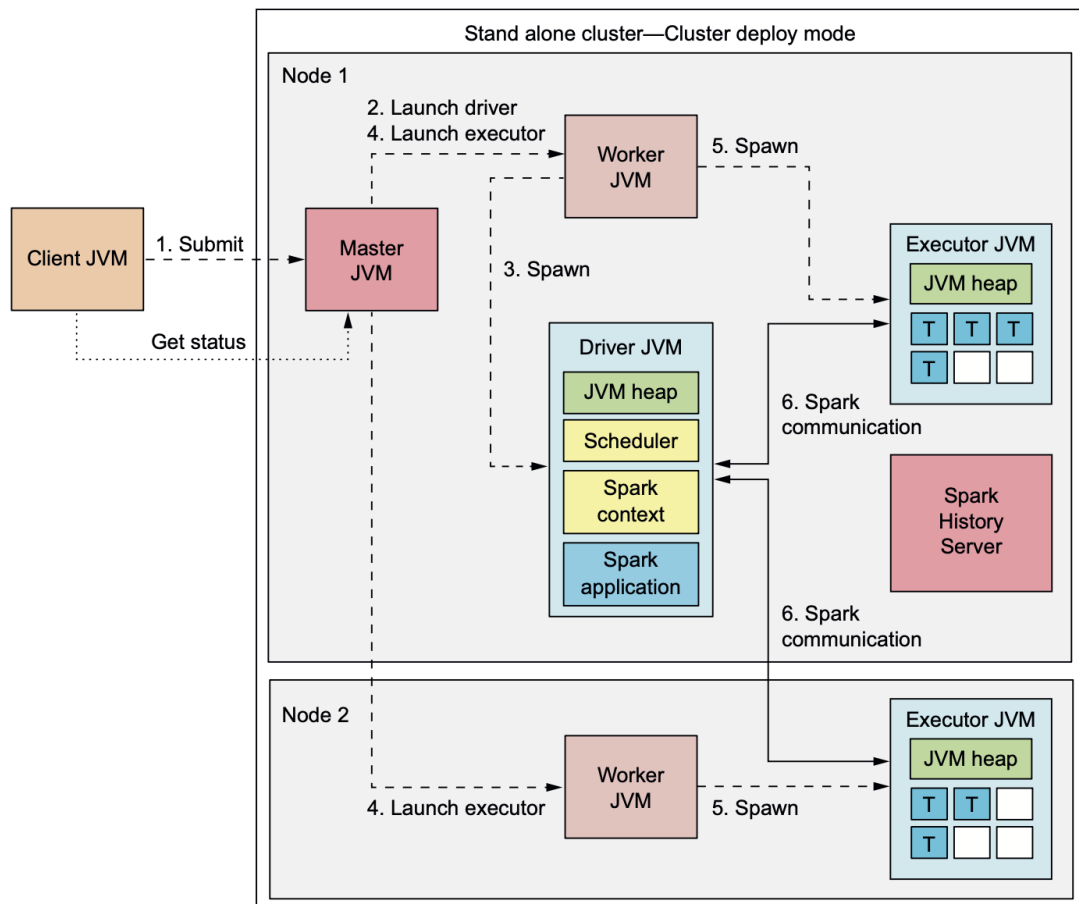 Stand alone cluster—Cluster deploy mode
Node 1
2. Launch driver
4. Launch executor
Worker
JVM
5. Spawn
Client JVM
1. Submit
Master
JVM
3. Spawn
Get status
Executor JVM
JVM heap
T T T
T
Driver JVM
JVM heap
Scheduler
Spark
context
Spark
application
6. Spark
communication
Spark
History
Server
6. Spark
communication
Node 2
4. Launch executor
Worker
JVM
5. Spawn
Executor JVM
JVM heap
T T
T